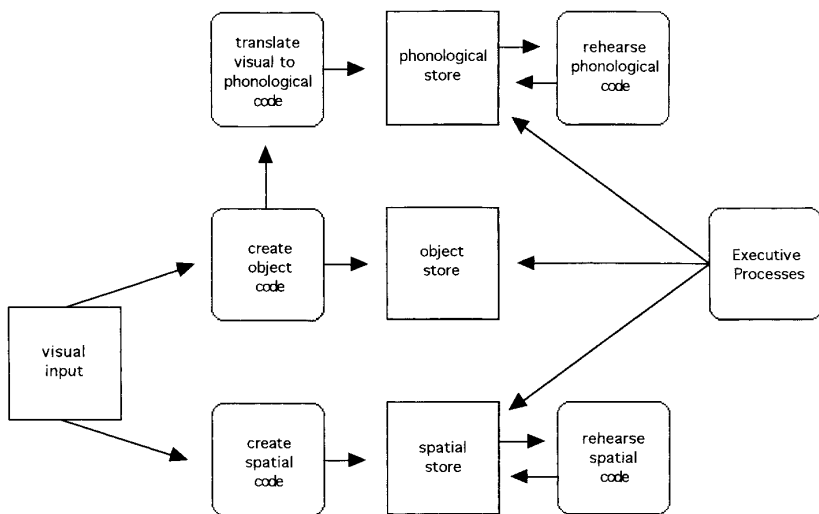 translate
visual to
phonological
code
phonological
store
rehearse
phonological
code
create
object
code
object
store
Executive
Processes
visual
input
create
spatial
code
spatial
store
rehearse
spatial
code